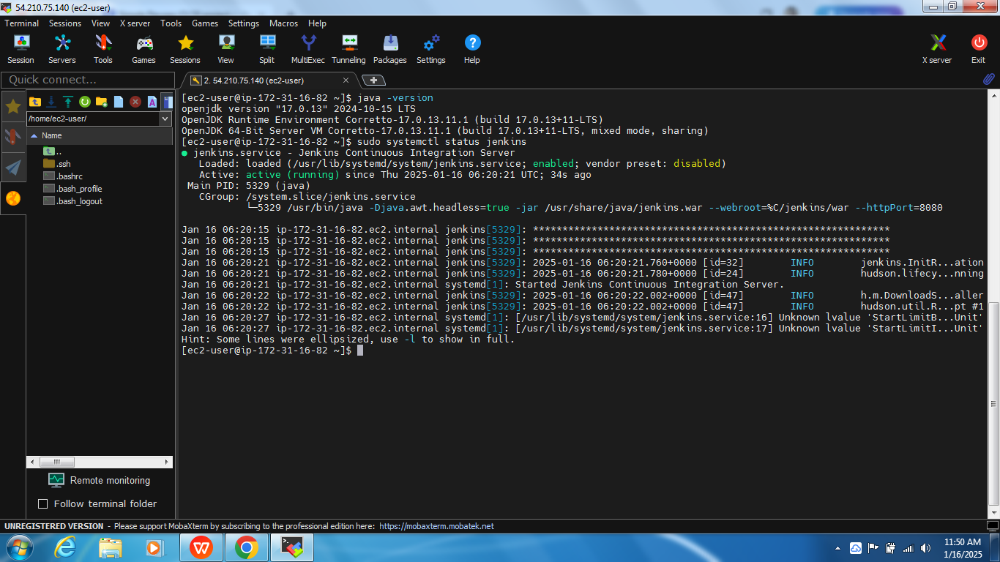 54.210.75.140 (ec2-user)
Terminal Sessions View X server Tools Games Settings Macros Help
Session Servers Tools Games Sessions View Split MultiExec Tunneling Packages Settings Help X server Exit
Quick connect...
2. 54.210.75.140 (ec2-user)
/home/ec2-user/
Name
..
.ssh
.bashrc
.bash_profile
.bash_logout
Remote monitoring
Follow terminal folder
[ec2-user@ip-172-31-16-82 ~]$ java -version
openjdk version "17.0.13" 2024-10-15 LTS
OpenJDK Runtime Environment Corretto-17.0.13.11.1 (build 17.0.13+11-LTS)
OpenJDK 64-Bit Server VM Corretto-17.0.13.11.1 (build 17.0.13+11-LTS, mixed mode, sharing)
[ec2-user@ip-172-31-16-82 ~]$ sudo systemctl status jenkins
● jenkins.service - Jenkins Continuous Integration Server
Loaded: loaded (/usr/lib/systemd/system/jenkins.service; enabled; vendor preset: disabled)
Active: active (running) since Thu 2025-01-16 06:20:21 UTC; 34s ago
Main PID: 5329 (java)
CGroup: /system.slice/jenkins.service
└─5329 /usr/bin/java -Djava.awt.headless=true -jar /usr/share/java/jenkins.war --webroot=%C/jenkins/war --httpPort=8080
Jan 16 06:20:15 ip-172-31-16-82.ec2.internal jenkins[5329]: *************************************************************
Jan 16 06:20:15 ip-172-31-16-82.ec2.internal jenkins[5329]: *************************************************************
Jan 16 06:20:15 ip-172-31-16-82.ec2.internal jenkins[5329]: *************************************************************
Jan 16 06:20:21 ip-172-31-16-82.ec2.internal jenkins[5329]: 2025-01-16 06:20:21.760+0000 [id=32] INFO jenkins.InitR...ation
Jan 16 06:20:21 ip-172-31-16-82.ec2.internal jenkins[5329]: 2025-01-16 06:20:21.780+0000 [id=24] INFO hudson.lifecy...nning
Jan 16 06:20:21 ip-172-31-16-82.ec2.internal systemd[1]: Started Jenkins Continuous Integration Server.
Jan 16 06:20:22 ip-172-31-16-82.ec2.internal jenkins[5329]: 2025-01-16 06:20:22.002+0000 [id=47] INFO h.m.DownloadS...aller
Jan 16 06:20:22 ip-172-31-16-82.ec2.internal jenkins[5329]: 2025-01-16 06:20:22.002+0000 [id=47] INFO hudson.util.R...pt #1
Jan 16 06:20:27 ip-172-31-16-82.ec2.internal systemd[1]: [/usr/lib/systemd/system/jenkins.service:16] Unknown lvalue 'StartLimitB...Unit'
Jan 16 06:20:27 ip-172-31-16-82.ec2.internal systemd[1]: [/usr/lib/systemd/system/jenkins.service:17] Unknown lvalue 'StartLimitI...Unit'
Hint: Some lines were ellipsized, use -l to show in full.
[ec2-user@ip-172-31-16-82 ~]$
UNREGISTERED VERSION - Please support MobaXterm by subscribing to the professional edition here: https://mobaxterm.mobatek.net
11:50 AM
1/16/2025